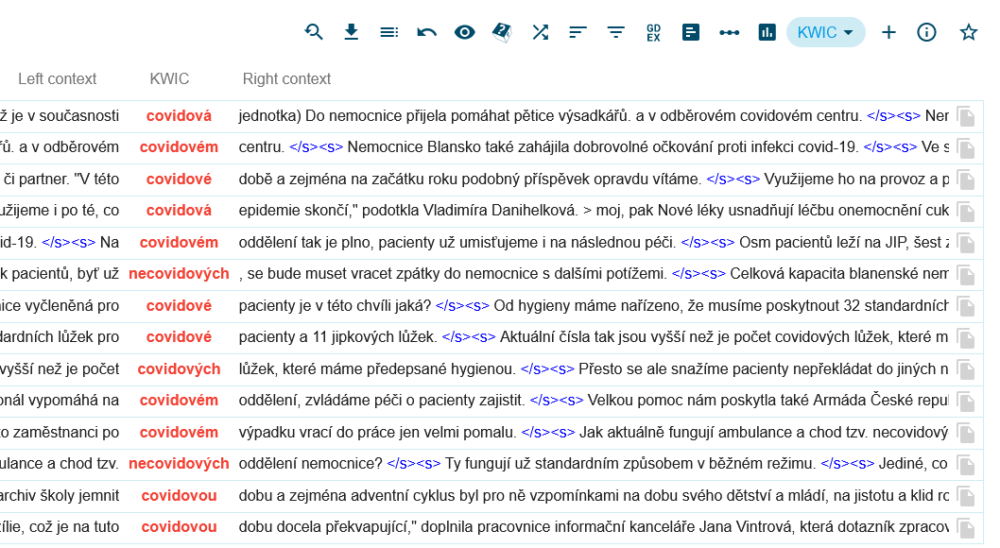 GD EX KWIC
Left context KWIC Right context
ž je v současnosti covidová jednotka) Do nemocnice přijela pomáhat pětice výsadkářů. a v odběrovém covidovém centru. </s><s> Nem
řů. a v odběrovém covidovém centru. </s><s> Nemocnice Blansko také zahájila dobrovolné očkování proti infekci covid-19. </s><s> Ve s
či partner. "V této covidové době a zejména na začátku roku podobný příspěvek opravdu vítáme. </s><s> Využijeme ho na provoz a p
užijeme i po té, co covidová epidemie skončí," podotkla Vladimíra Danihelková. > moj, pak Nové léky usnadňují léčbu onemocnění cuk
id-19. </s><s> Na covidovém oddělení tak je plno, pacienty už umisťujeme i na následnou péči. </s><s> Osm pacientů leží na JIP, šest z
k pacientů, byť už necovidových , se bude muset vracet zpátky do nemocnice s dalšími potížemi. </s><s> Celková kapacita blanenské nem
nice vyčleněná pro covidové pacienty je v této chvíli jaká? </s><s> Od hygieny máme nařízeno, že musíme poskytnout 32 standardních
dardních lůžek pro covidové pacienty a 11 jipkových lůžek. </s><s> Aktuální čísla tak jsou vyšší než je počet covidových lůžek, které m
vyšší než je počet covidových lůžek, které máme předepsané hygienou. </s><s> Přesto se ale snažíme pacienty nepřekládat do jiných n
onál vypomáhá na covidovém oddělení, zvládáme péči o pacienty zajistit. </s><s> Velkou pomoc nám poskytla také Armáda České repu
to zaměstnanci po covidovém výpadku vrací do práce jen velmi pomalu. </s><s> Jak aktuálně fungují ambulance a chod tzv. necovidový
ulance a chod tzv. necovidových oddělení nemocnice? </s><s> Ty fungují už standardním způsobem v běžném režimu. </s><s> Jediné, co
archiv školy jemnit covidovou dobu a zejména adventní cyklus byl pro ně vzpomínkami na dobu svého dětství a mládí, na jistotu a klid ro
zílie, což je na tuto covidovou dobu docela překvapující," doplnila pracovnice informační kanceláře Jana Vintrová, která dotazník zpracov